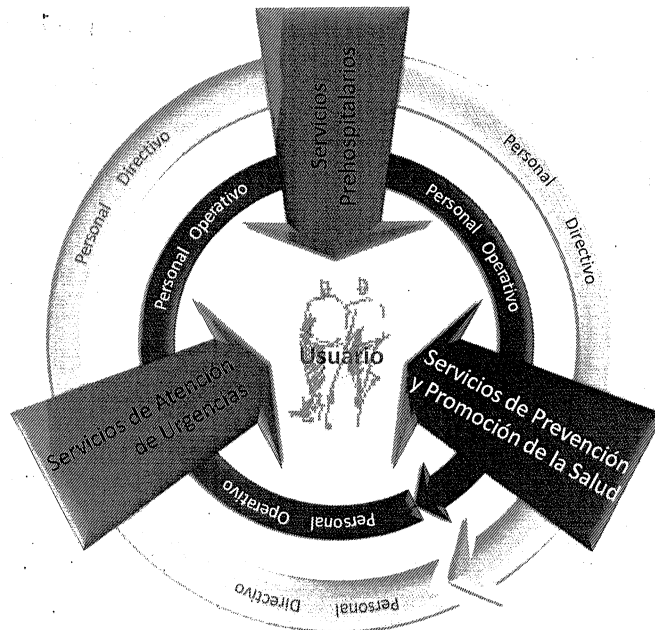 Servicios
Prehospitalarios
Personal Directivo
Personal Directivo
Personal Operativo
Personal Operativo
Usuario
Servicios de Atención
de Urgencias
Servicios de Prevención
y Promoción de la Salud
Personal Operativo
Personal Directivo